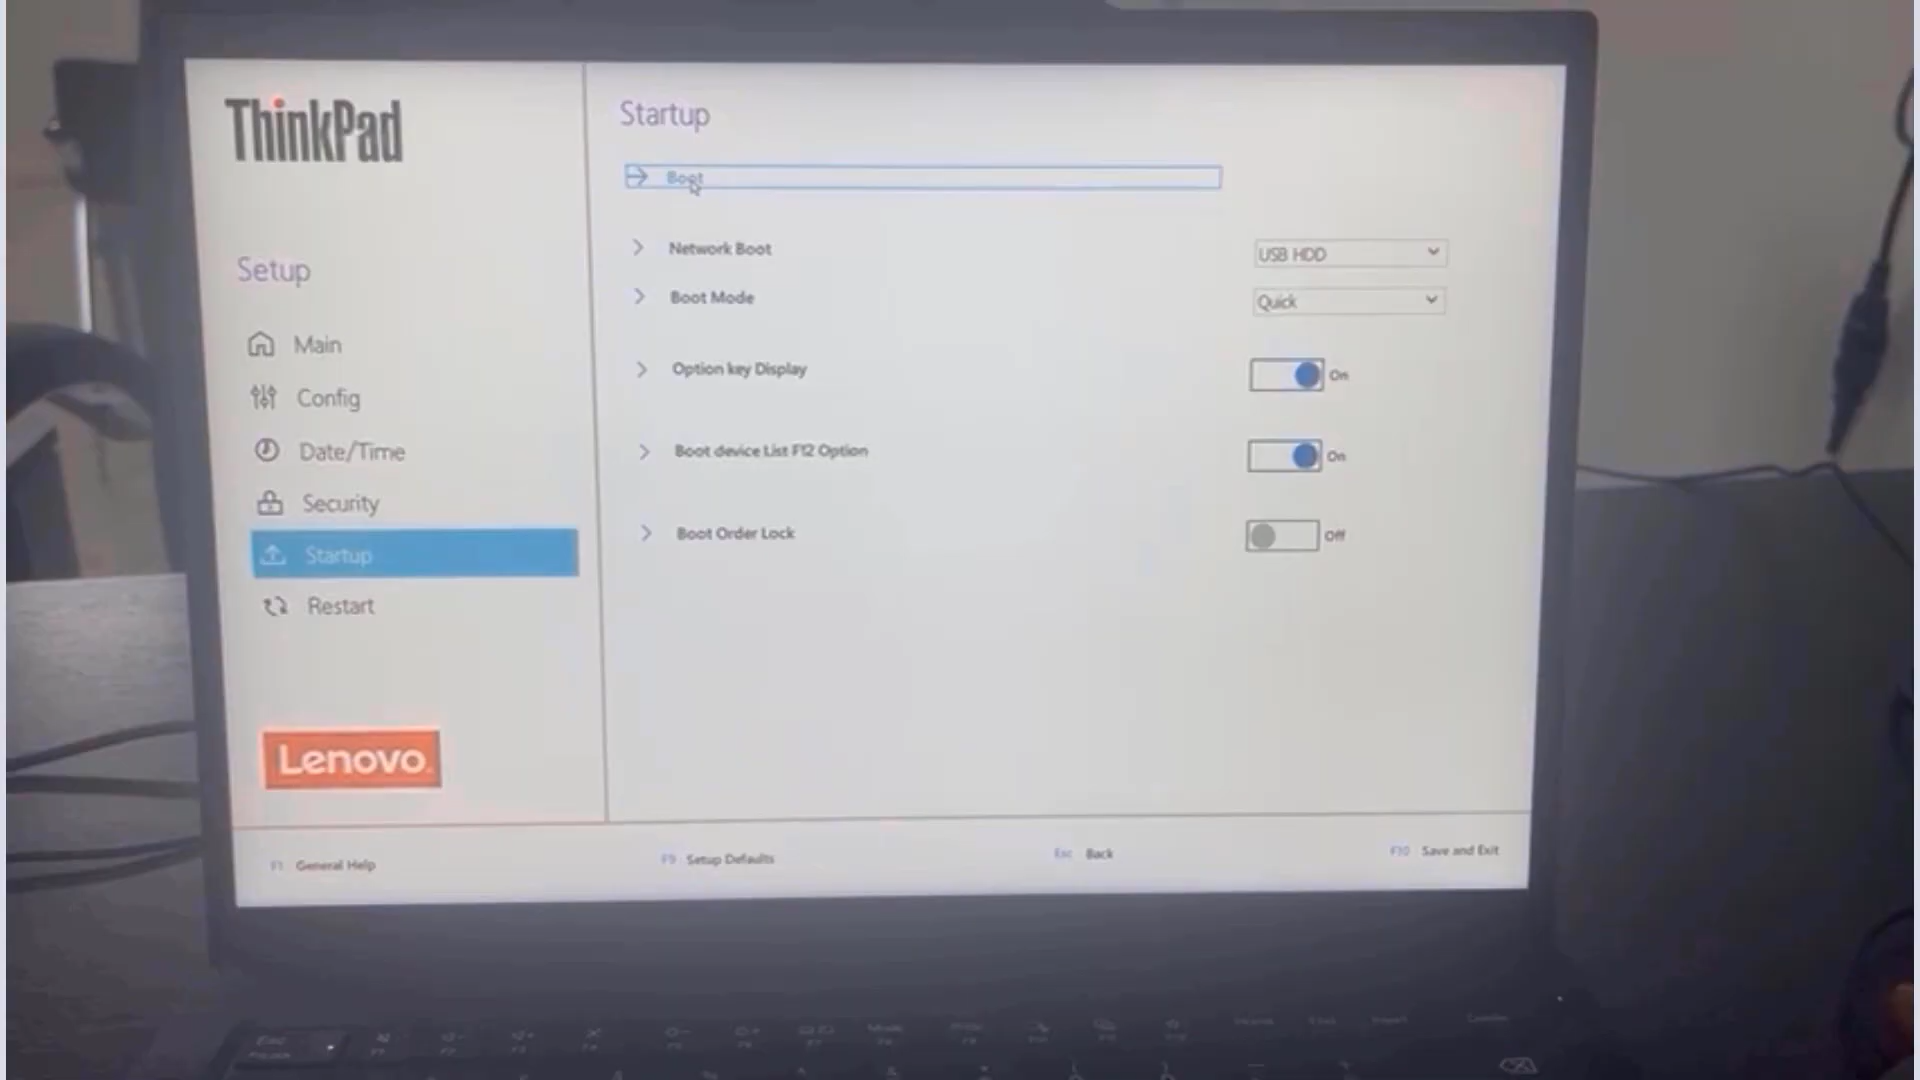 ThinkPad
Setup
Main
Config
Date/Time
Security
Startup
Restart
Lenovo
Startup
Boot
Network Boot
USB HDD
Boot Mode
Quick
Option key Display
On
Boot device List F12 Option
On
Boot Order Lock
Off
F1 General Help
F9 Setup Defaults
Esc Back
F10 Save and Exit
Esc